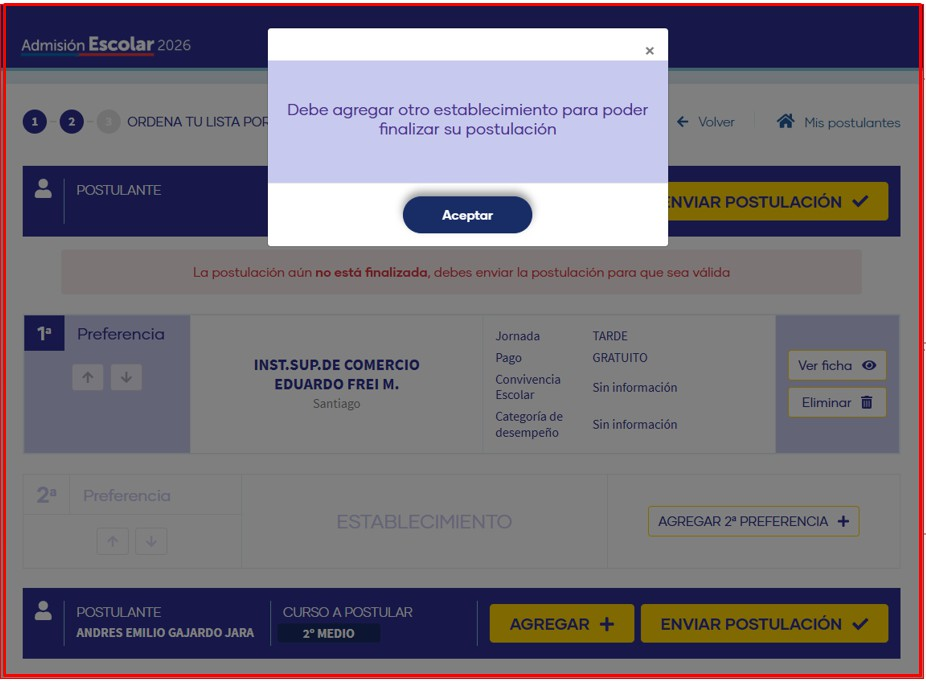 Admisión Escolar 2026
×
Debe agregar otro establecimiento para poder
finalizar su postulación
Aceptar
1 2 3 ORDENA TU LISTA POR
Volver
Mis postulantes
POSTULANTE
ENVIAR POSTULACIÓN
La postulación aún no está finalizada, debes enviar la postulación para que sea válida
1ª Preferencia
INST.SUP.DE COMERCIO
EDUARDO FREI M.
Santiago
Jornada TARDE
Pago GRATUITO
Convivencia
Escolar Sin información
Categoría de
desempeño Sin información
Ver ficha
Eliminar
2ª Preferencia
ESTABLECIMIENTO
AGREGAR 2ª PREFERENCIA +
POSTULANTE
ANDRES EMILIO GAJARDO JARA
CURSO A POSTULAR
2º MEDIO
AGREGAR +
ENVIAR POSTULACIÓN